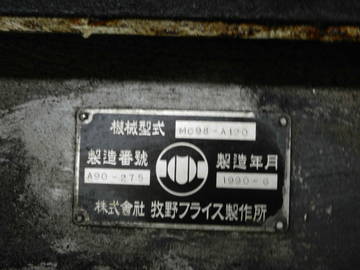 機械型式 MC98-A120
製造番號 製造年月
A90-275 1990-6
株式會社 牧野フライス製作所